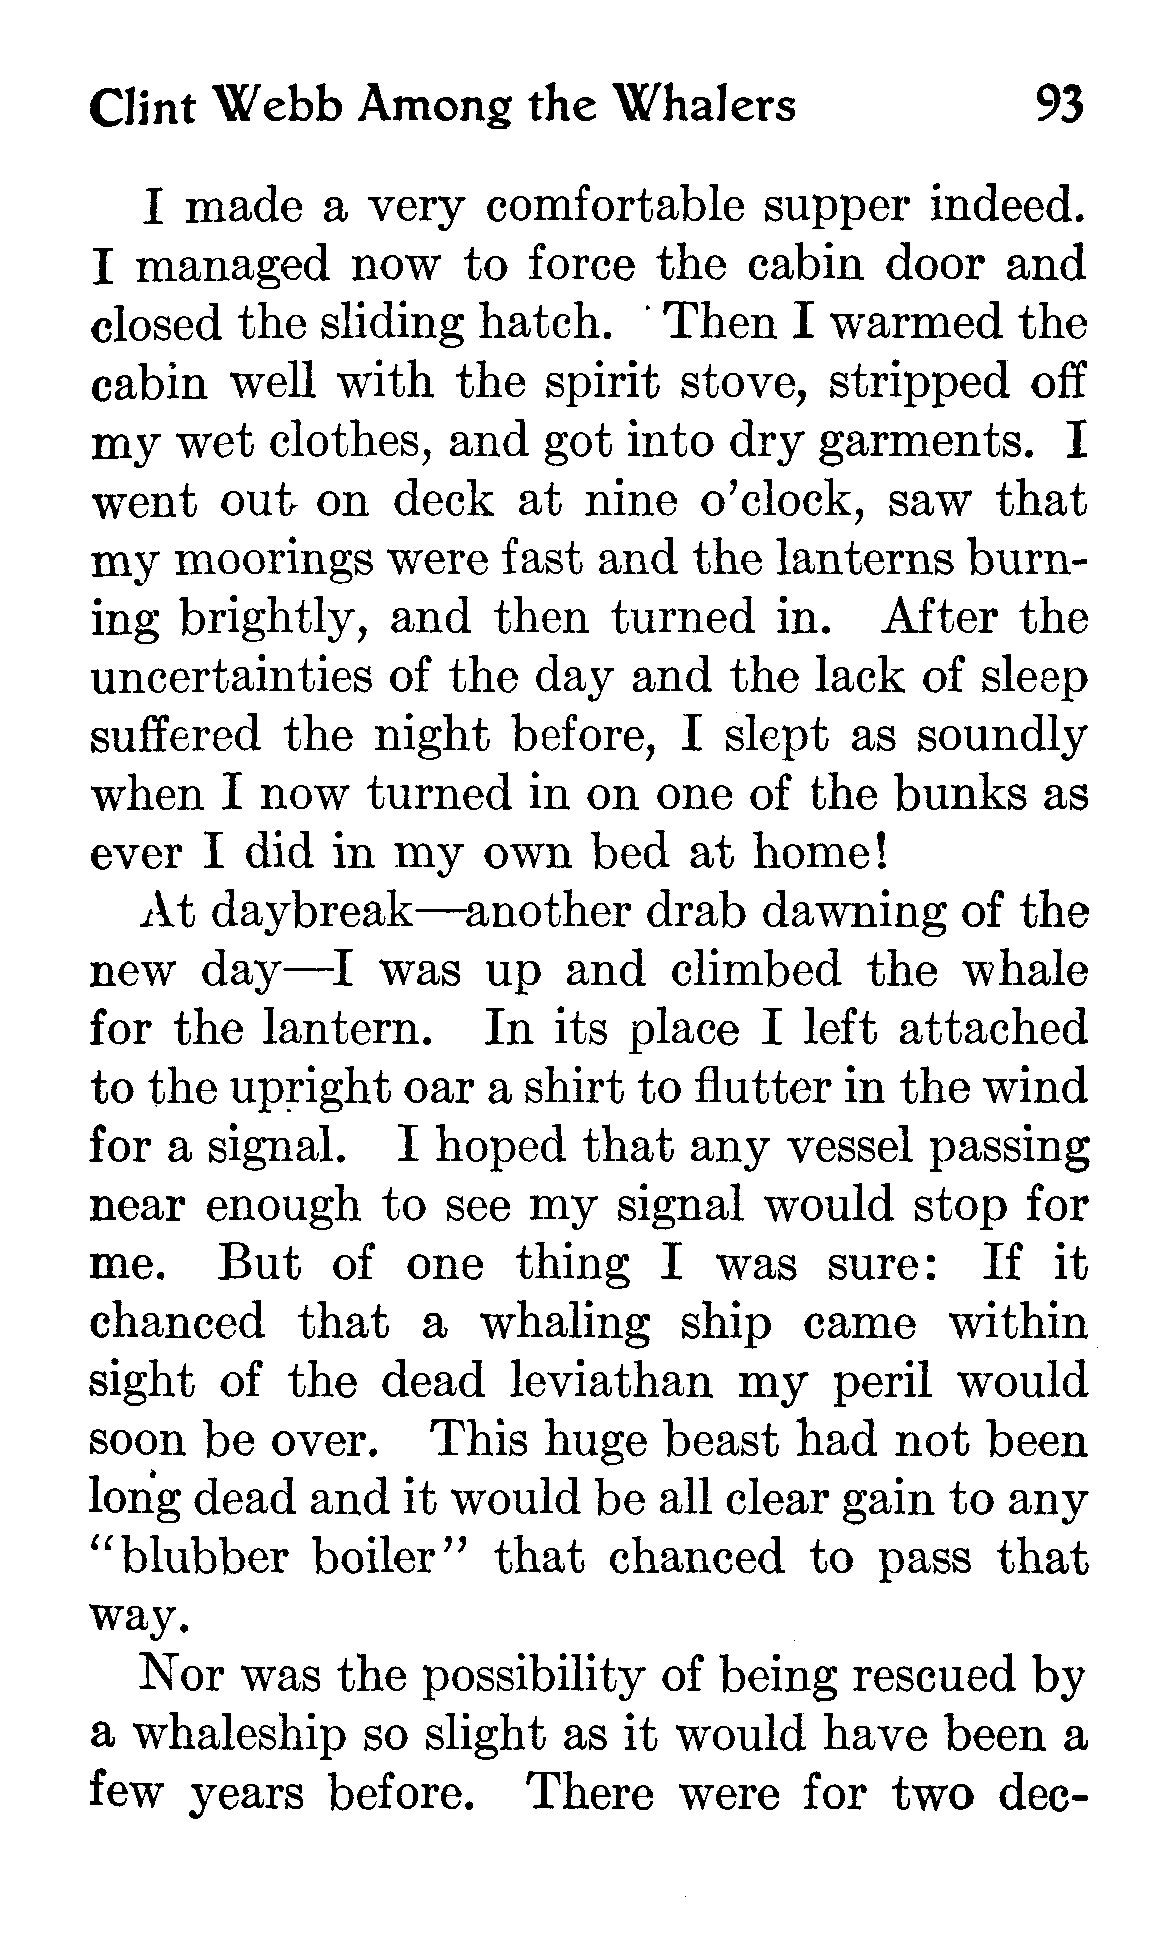 Clint Webb Among the Whalers 93
I made a very comfortable supper indeed.
I managed now to force the cabin door and
closed the sliding hatch. Then I warmed the
cabin well with the spirit stove, stripped off
my wet clothes, and got into dry garments. I
went out on deck at nine o'clock, saw that
my moorings were fast and the lanterns burn-
ing brightly, and then turned in. After the
uncertainties of the day and the lack of sleep
suffered the night before, I slept as soundly
when I now turned in on one of the bunks as
ever I did in my own bed at home!
At daybreak—another drab dawning of the
new day—I was up and climbed the whale
for the lantern. In its place I left attached
to the upright oar a shirt to flutter in the wind
for a signal. I hoped that any vessel passing
near enough to see my signal would stop for
me. But of one thing I was sure: If it
chanced that a whaling ship came within
sight of the dead leviathan my peril would
soon be over. This huge beast had not been
long dead and it would be all clear gain to any
"blubber boiler" that chanced to pass that
way.
Nor was the possibility of being rescued by
a whaleship so slight as it would have been a
few years before. There were for two dec-